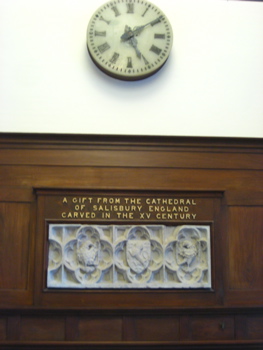 A GIFT FROM THE CATHEDRAL
OF SALISBURY ENGLAND
CARVED IN THE XV CENTURY